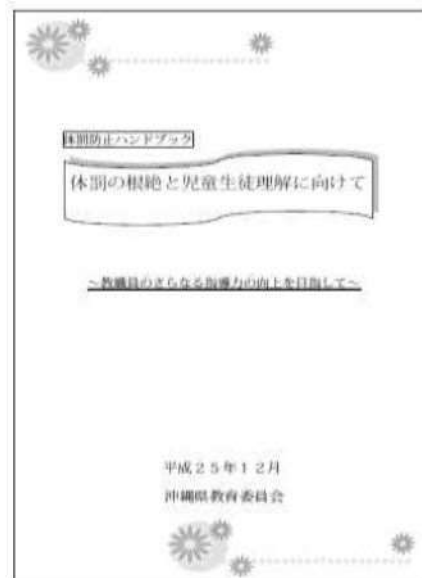 体罰防止ハンドブック
体罰の根絶と児童生徒理解に向けて
～教職員のさらなる指導力の向上を目指して～
平成25年12月
沖縄県教育委員会